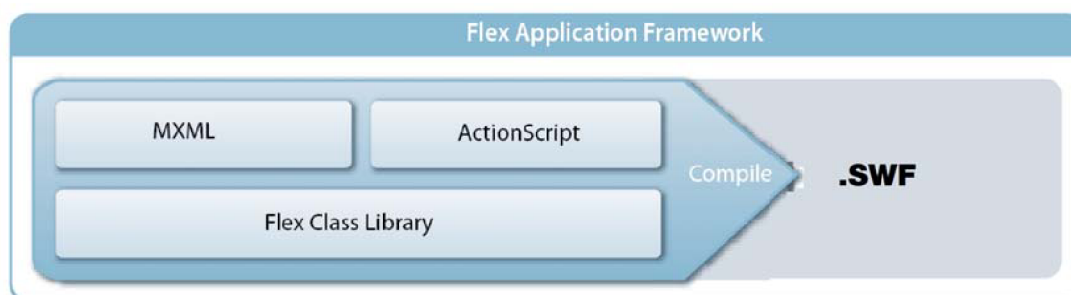 Flex Application Framework
MXML
ActionScript
Compile
.SWF
Flex Class Library